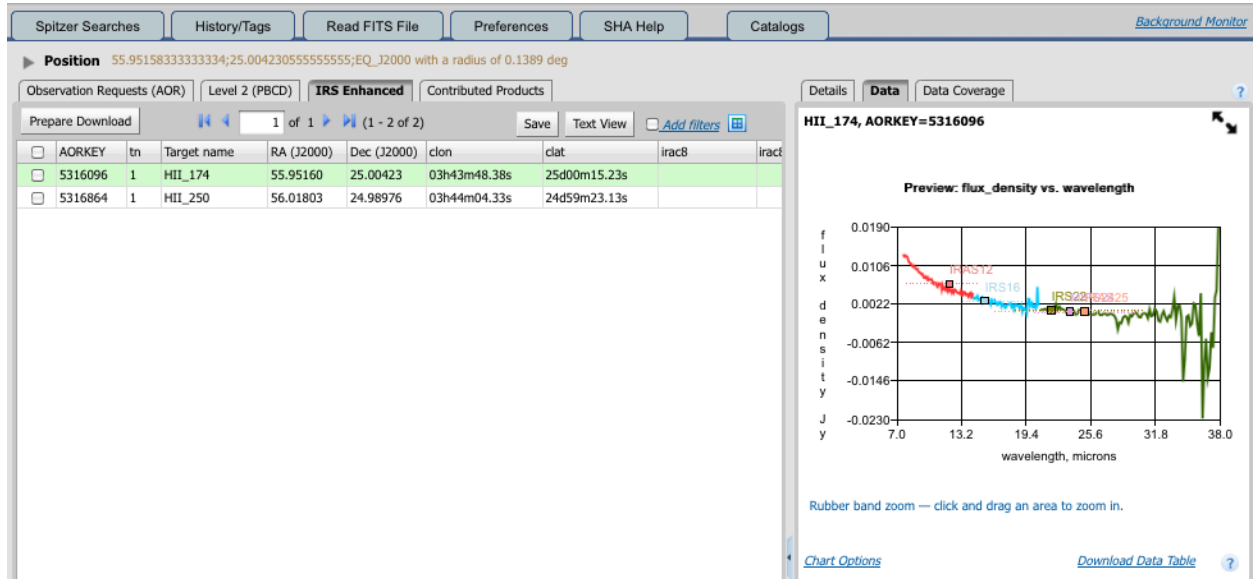 Spitzer Searches History/Tags Read FITS File Preferences SHA Help Catalogs Background Monitor
Position 55.95158333333334;25.004230555555555;EQ_J2000 with a radius of 0.1389 deg
Observation Requests (AOR) Level 2 (PBCD) IRS Enhanced Contributed Products
Prepare Download 1 of 1 (1 - 2 of 2) Save Text View Add filters
AORKEY tn Target name RA (J2000) Dec (J2000) clon clat irac8
5316096 1 HII_174 55.95160 25.00423 03h43m48.38s 25d00m15.23s
5316864 1 HII_250 56.01803 24.98976 03h44m04.33s 24d59m23.13s
Details Data Data Coverage ?
HII_174, AORKEY=5316096
Preview: flux_density vs. wavelength
flux density Jy
0.0190
0.0106
0.0022
-0.0062
-0.0146
-0.0230
IRAS12
IRS16
IRS22
7.0 13.2 19.4 25.6 31.8 38.0
wavelength, microns
Rubber band zoom — click and drag an area to zoom in.
Chart Options Download Data Table ?